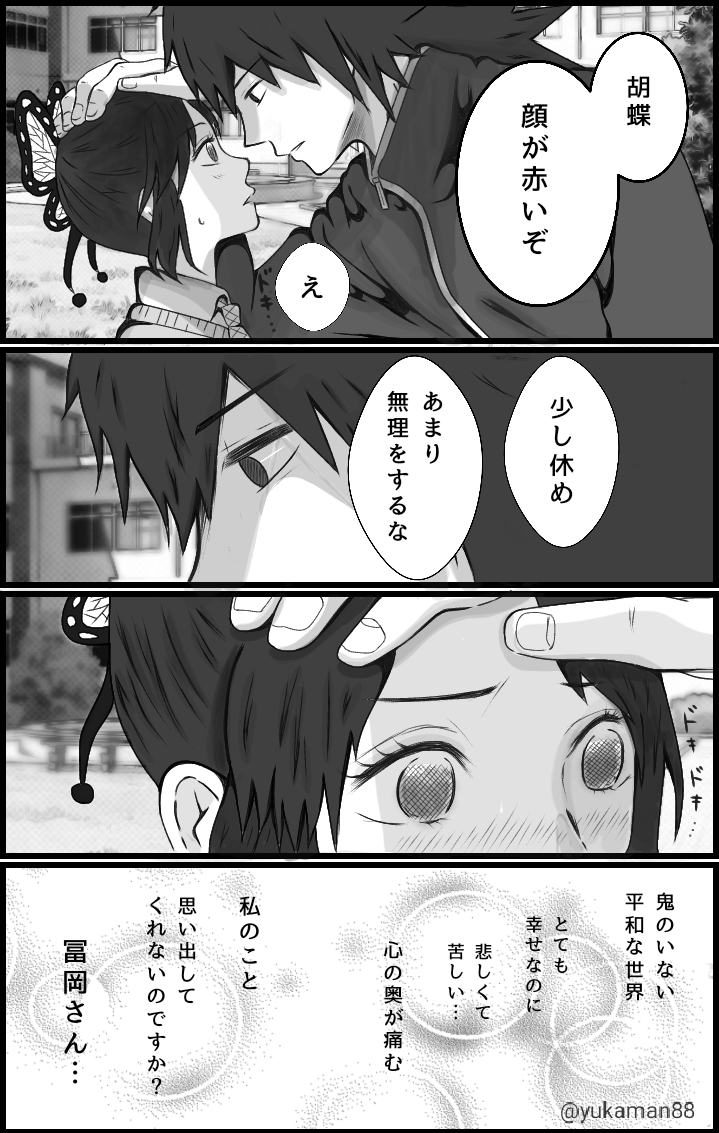 胡蝶
顔が赤いぞ
え
ドキ…
少し休め
あまり
無理をするな
ドキ
ドキ…
鬼のいない
平和な世界
とても
幸せなのに
悲しくて
苦しい…
心の奥が痛む
私のこと
思い出して
くれないのですか？
冨岡さん…
@yukaman88